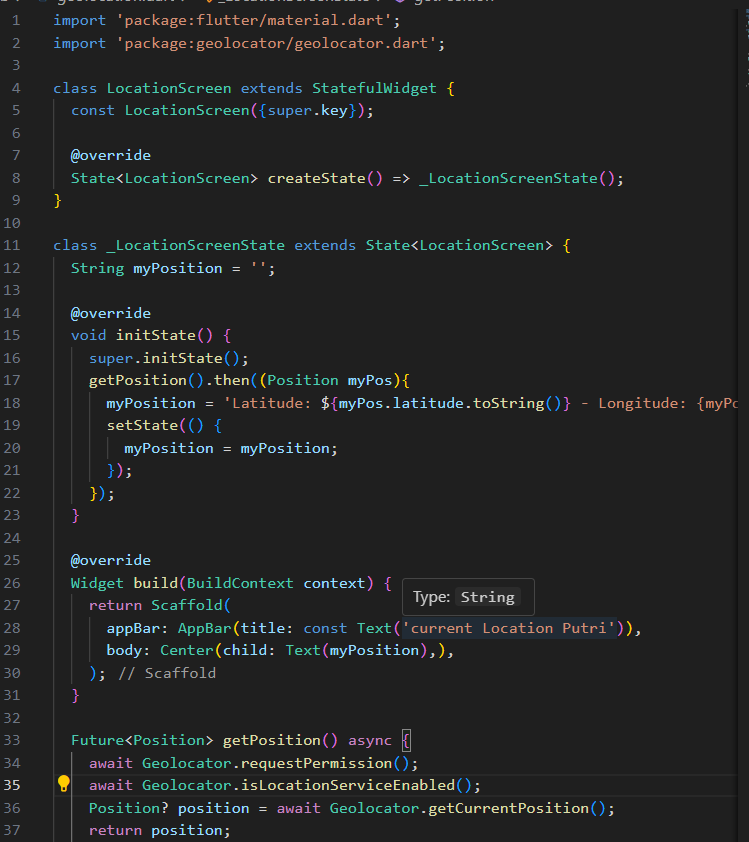 1 import 'package:flutter/material.dart';
2 import 'package:geolocator/geolocator.dart';
3
4 class LocationScreen extends StatefulWidget {
5   const LocationScreen({super.key});
6
7   @override
8   State<LocationScreen> createState() => _LocationScreenState();
9 }
10
11 class _LocationScreenState extends State<LocationScreen> {
12   String myPosition = '';
13
14   @override
15   void initState() {
16     super.initState();
17     getPosition().then((Position myPos){
18       myPosition = 'Latitude: ${myPos.latitude.toString()} - Longitude: {myPo
19       setState(() {
20         myPosition = myPosition;
21       });
22     });
23   }
24
25   @override
26   Widget build(BuildContext context) {
Type: String
27     return Scaffold(
28       appBar: AppBar(title: const Text('current Location Putri')),
29       body: Center(child: Text(myPosition),),
30     ); // Scaffold
31   }
32
33   Future<Position> getPosition() async {
34     await Geolocator.requestPermission();
35     await Geolocator.isLocationServiceEnabled();
36     Position? position = await Geolocator.getCurrentPosition();
37     return position;